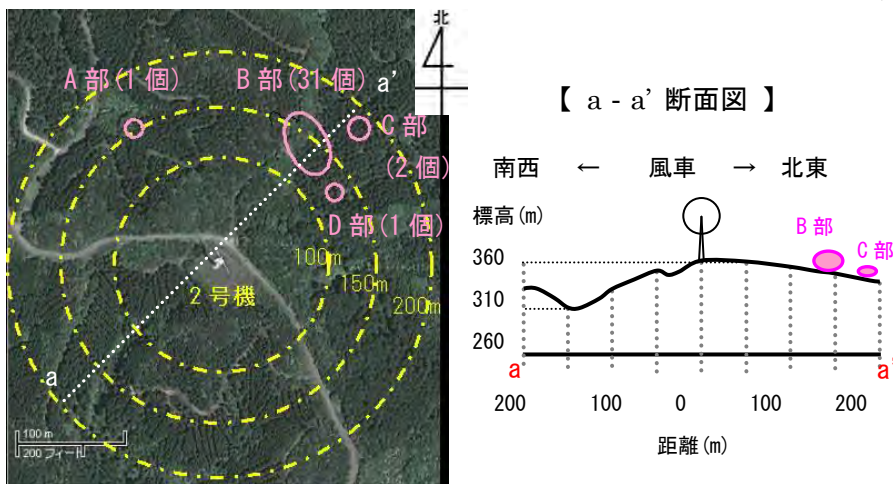 北
A部(1個)
B部(31個)
a'
C部
(2個)
D部(1個)
100m
150m
200m
2号機
a
100 m
200 フィート
【 a - a' 断面図 】
南西 ← 風車 → 北東
標高(m)
B部
C部
360
310
260
a
a'
200 100 0 100 200
距離(m)